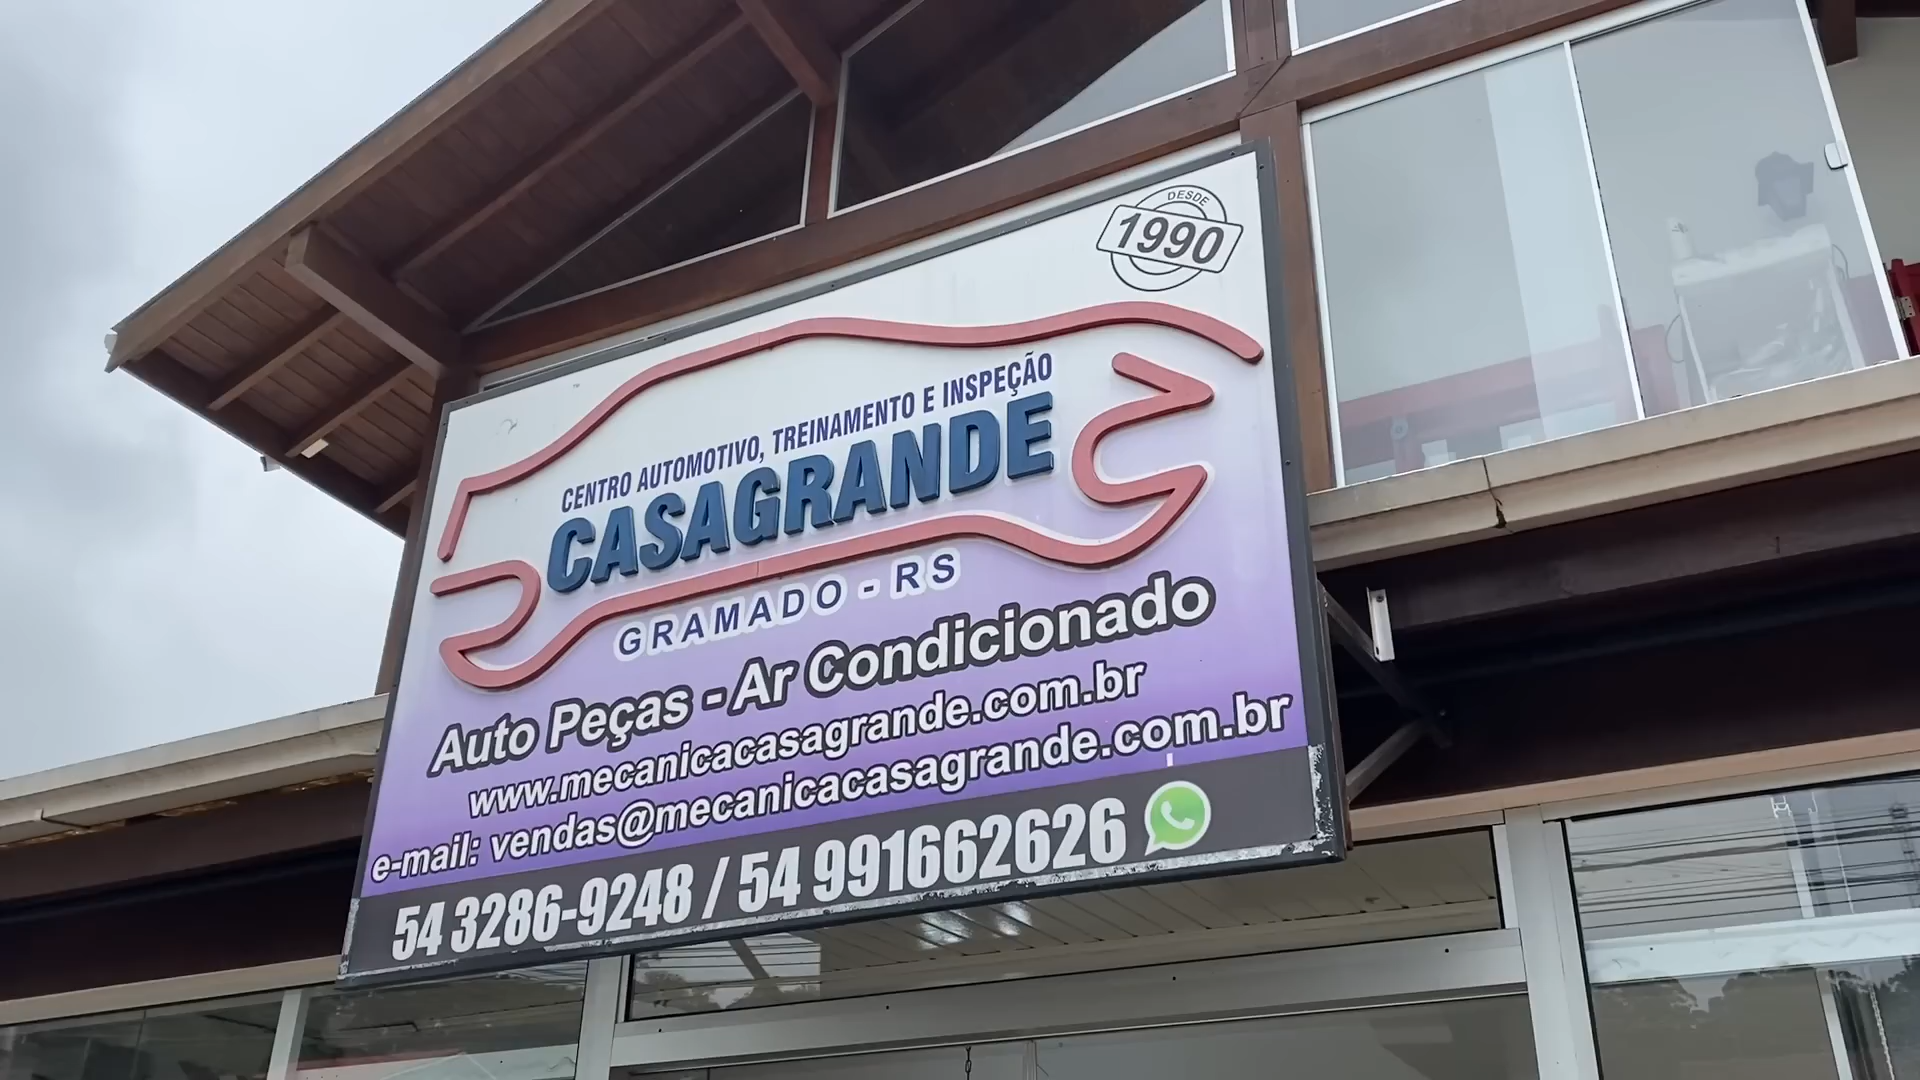 DESDE
1990
CENTRO AUTOMOTIVO, TREINAMENTO E INSPEÇÃO
CASAGRANDE
GRAMADO - RS
Auto Peças - Ar Condicionado
www.mecanicacasagrande.com.br
e-mail: vendas@mecanicacasagrande.com.br
54 3286-9248 / 54 991662626